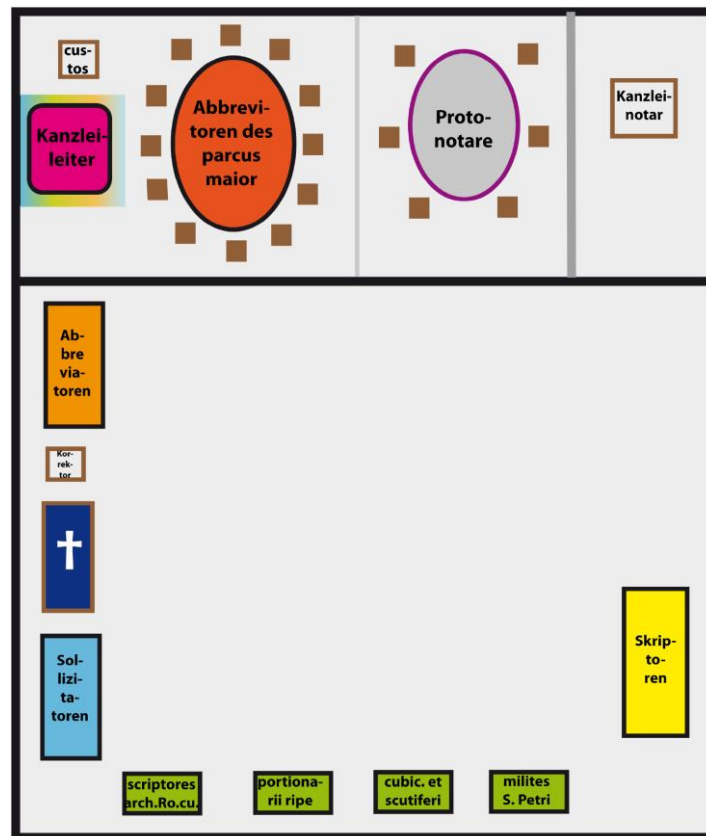 cus-
tos
Kanzlei-
leiter
Abbrevi-
toren des
parcus
maior
Proto-
notare
Kanzlei-
notar
Ab-
bre
via-
toren
Kor-
rek-
tor
Sol-
lizi-
ta-
toren
Skrip-
to-
ren
scriptores
arch.Ro.cu.
portiona-
rii ripe
cubic. et
scutiferi
milites
S. Petri